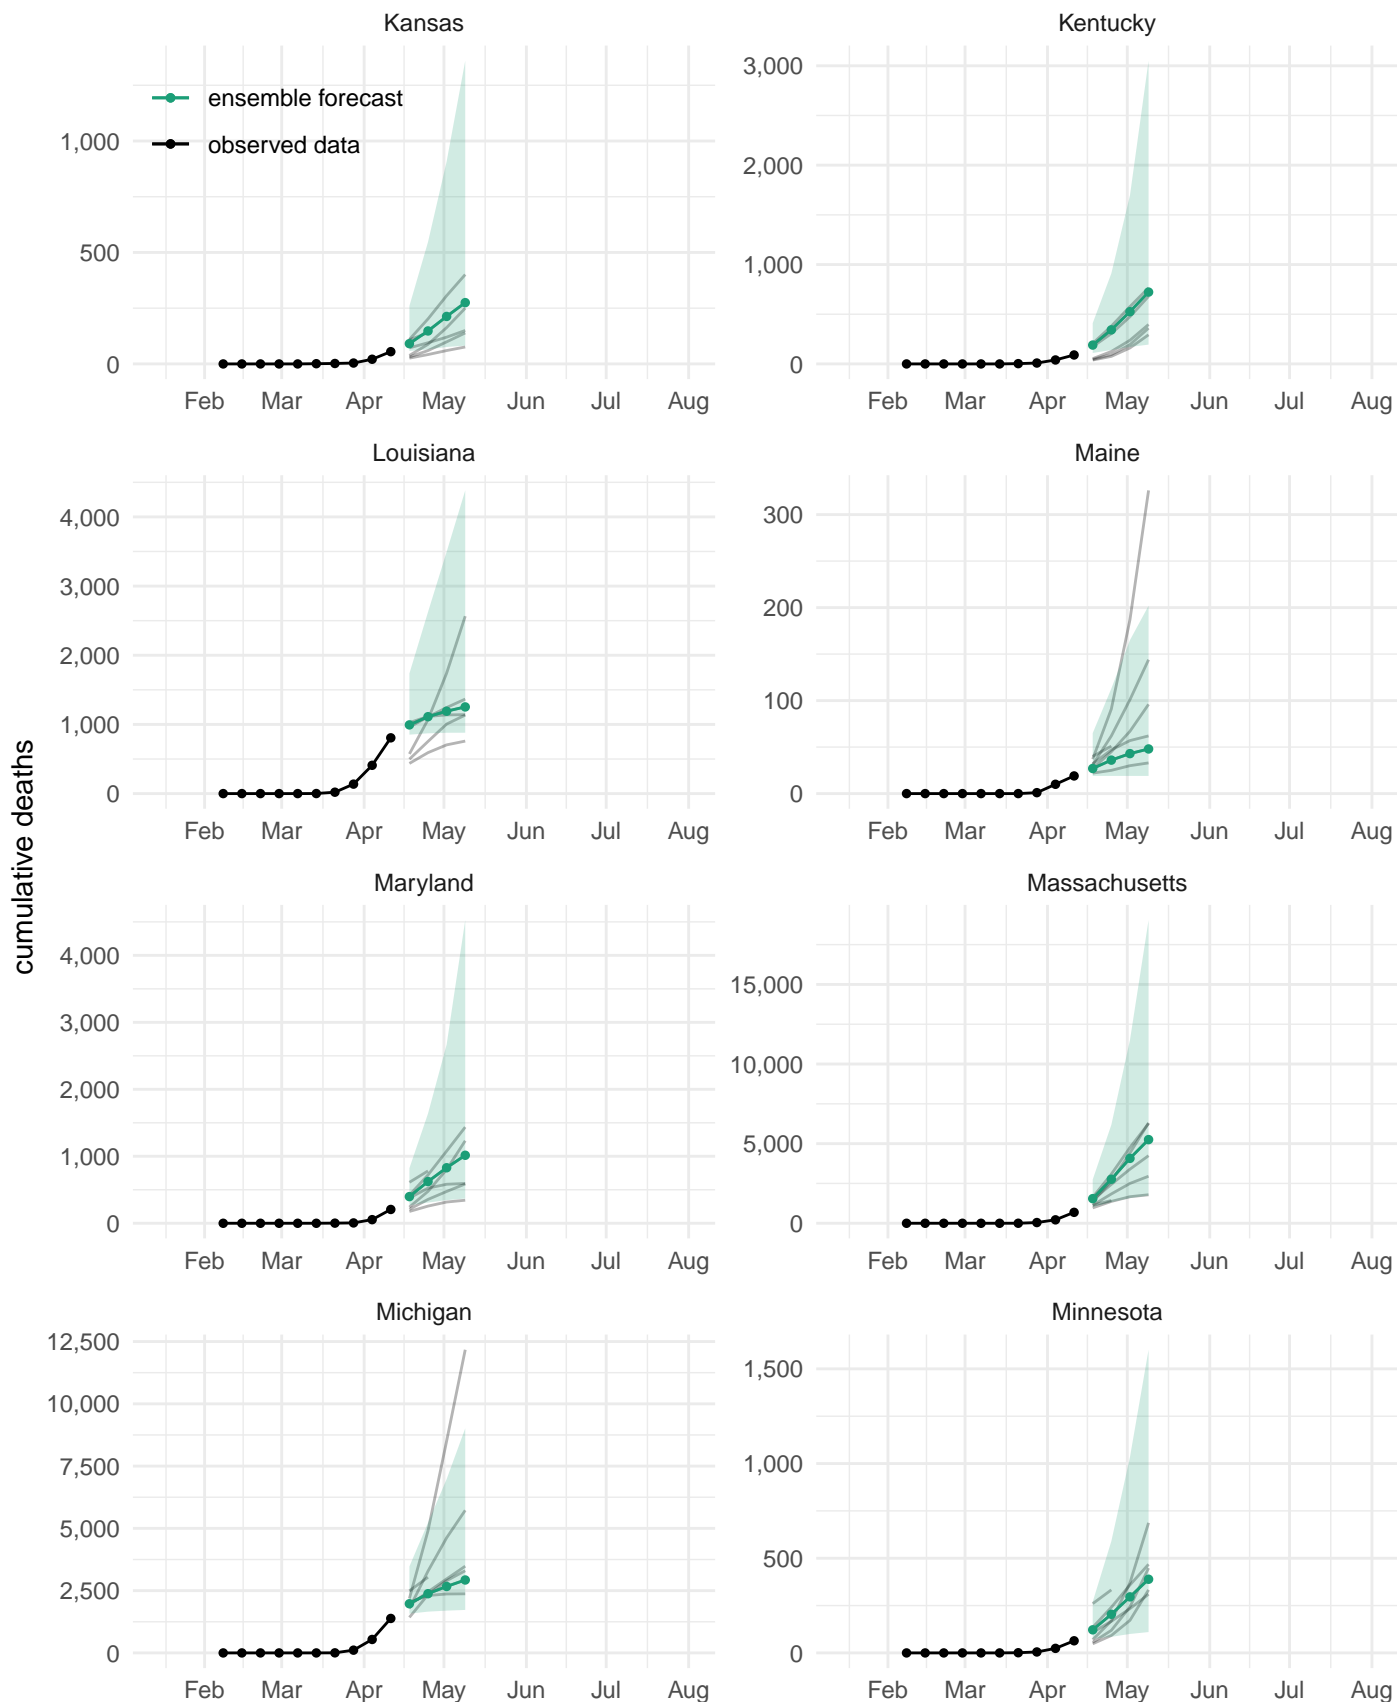 Kansas
Kentucky
ensemble forecast
observed data
1,000
500
0
Feb Mar Apr May Jun Jul Aug
3,000
2,000
1,000
0
Feb Mar Apr May Jun Jul Aug
Louisiana
Maine
4,000
3,000
2,000
1,000
0
Feb Mar Apr May Jun Jul Aug
300
200
100
0
Feb Mar Apr May Jun Jul Aug
cumulative deaths
Maryland
Massachusetts
4,000
3,000
2,000
1,000
0
Feb Mar Apr May Jun Jul Aug
15,000
10,000
5,000
0
Feb Mar Apr May Jun Jul Aug
Michigan
Minnesota
12,500
10,000
7,500
5,000
2,500
0
Feb Mar Apr May Jun Jul Aug
1,500
1,000
500
0
Feb Mar Apr May Jun Jul Aug